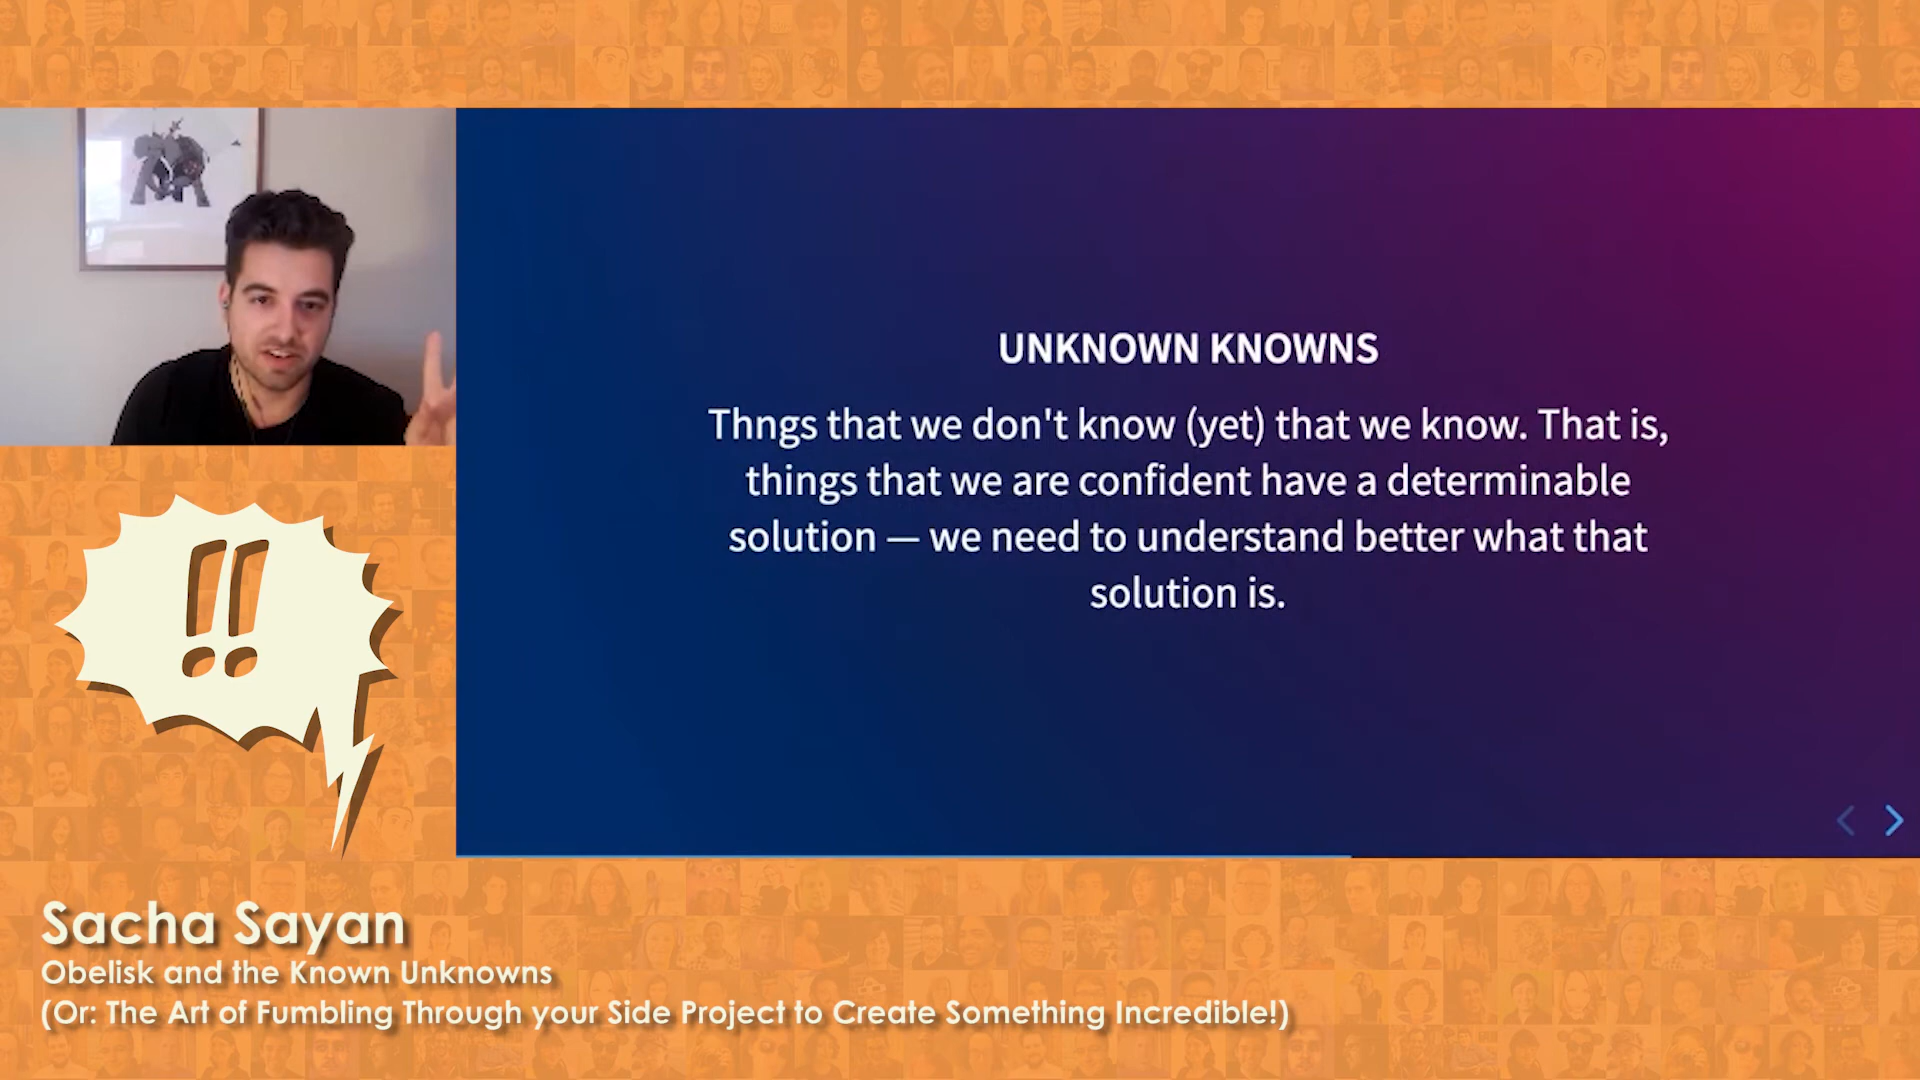 UNKNOWN KNOWNS
Thngs that we don't know (yet) that we know. That is,
things that we are confident have a determinable
solution — we need to understand better what that
solution is.
!!
Sacha Sayan
Obelisk and the Known Unknowns
(Or: The Art of Fumbling Through your Side Project to Create Something Incredible!)